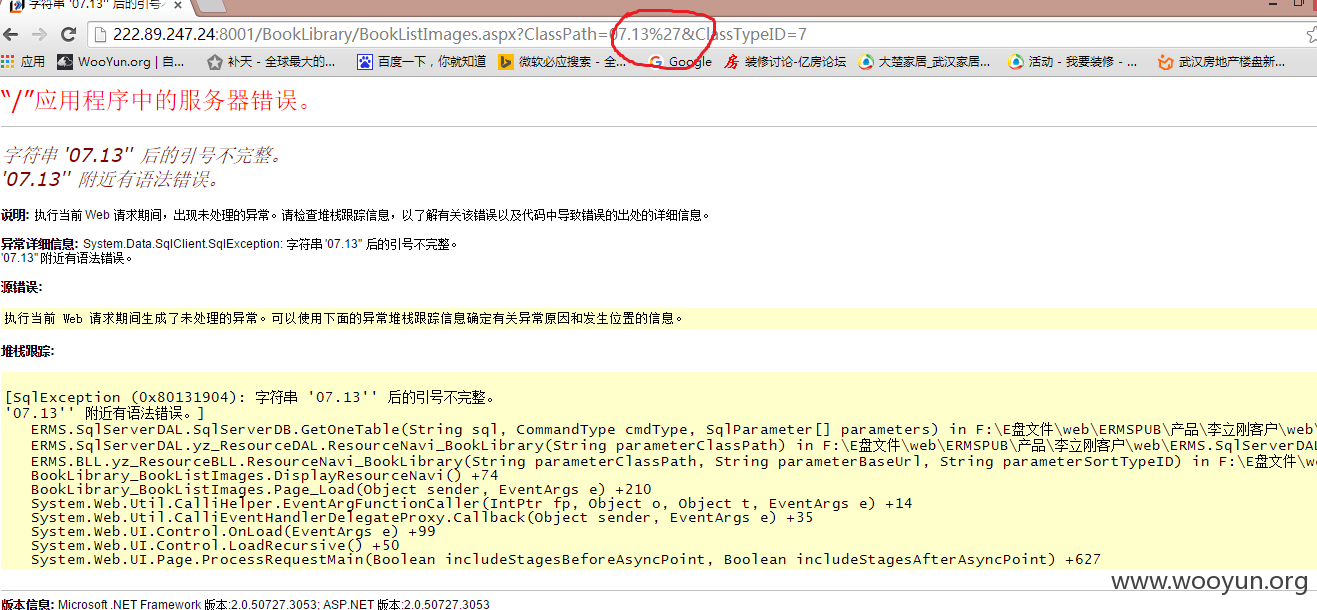 字符串 '07.13'' 后的引号
222.89.247.24:8001/BookLibrary/BookListImages.aspx?ClassPath=07.13%27&ClassTypeID=7
应用 WooYun.org | 自... 补天 - 全球最大的... 百度一下，你就知道 微软必应搜索 - 全... Google 装修讨论-亿房论坛 大楚家居_武汉家居... 活动 - 我要装修 - ... 武汉房地产楼盘新...
“/”应用程序中的服务器错误。
字符串 '07.13'' 后的引号不完整。
'07.13'' 附近有语法错误。
说明: 执行当前 Web 请求期间，出现未处理的异常。请检查堆栈跟踪信息，以了解有关该错误以及代码中导致错误的出处的详细信息。
异常详细信息: System.Data.SqlClient.SqlException: 字符串 '07.13'' 后的引号不完整。
'07.13'' 附近有语法错误。
源错误:
执行当前 Web 请求期间生成了未处理的异常。可以使用下面的异常堆栈跟踪信息确定有关异常原因和发生位置的信息。
堆栈跟踪:
[SqlException (0x80131904): 字符串 '07.13'' 后的引号不完整。
'07.13'' 附近有语法错误。]
ERMS.SqlServerDAL.SqlServerDB.GetOneTable(String sql, CommandType cmdType, SqlParameter[] parameters) in F:\E盘文件\web\ERMSPUB\产品\李立刚客户\web\
ERMS.SqlServerDAL.yz_ResourceDAL.ResourceNavi_BookLibrary(String parameterClassPath) in F:\E盘文件\web\ERMSPUB\产品\李立刚客户\web\ERMS.SqlServerDAL
ERMS.BLL.yz_ResourceBLL.ResourceNavi_BookLibrary(String parameterClassPath, String parameterBaseUrl, String parameterSortTypeID) in F:\E盘文件\w
BookLibrary_BookListImages.DisplayResourceNavi() +74
BookLibrary_BookListImages.Page_Load(Object sender, EventArgs e) +210
System.Web.Util.CalliHelper.EventArgFunctionCaller(IntPtr fp, Object o, Object t, EventArgs e) +14
System.Web.Util.CalliEventHandlerDelegateProxy.Callback(Object sender, EventArgs e) +35
System.Web.UI.Control.OnLoad(EventArgs e) +99
System.Web.UI.Control.LoadRecursive() +50
System.Web.UI.Page.ProcessRequestMain(Boolean includeStagesBeforeAsyncPoint, Boolean includeStagesAfterAsyncPoint) +627
www.wooyun.org
版本信息: Microsoft .NET Framework 版本:2.0.50727.3053; ASP.NET 版本:2.0.50727.3053